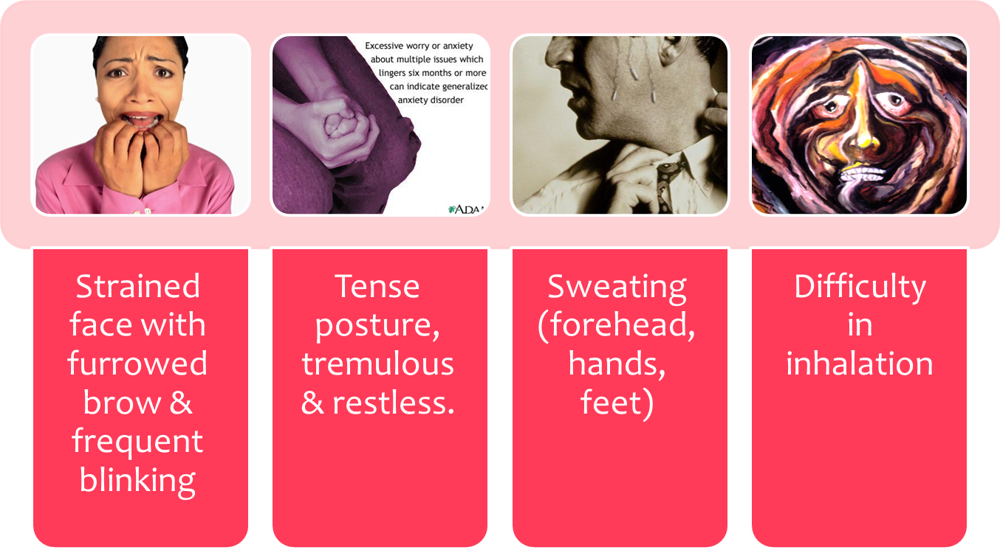 Excessive worry or anxiety
about multiple issues which
lingers six months or more
can indicate generalized
anxiety disorder
Strained
face with
furrowed
brow &
frequent
blinking
Tense
posture,
tremulous
& restless.
Sweating
(forehead,
hands,
feet)
Difficulty
in
inhalation